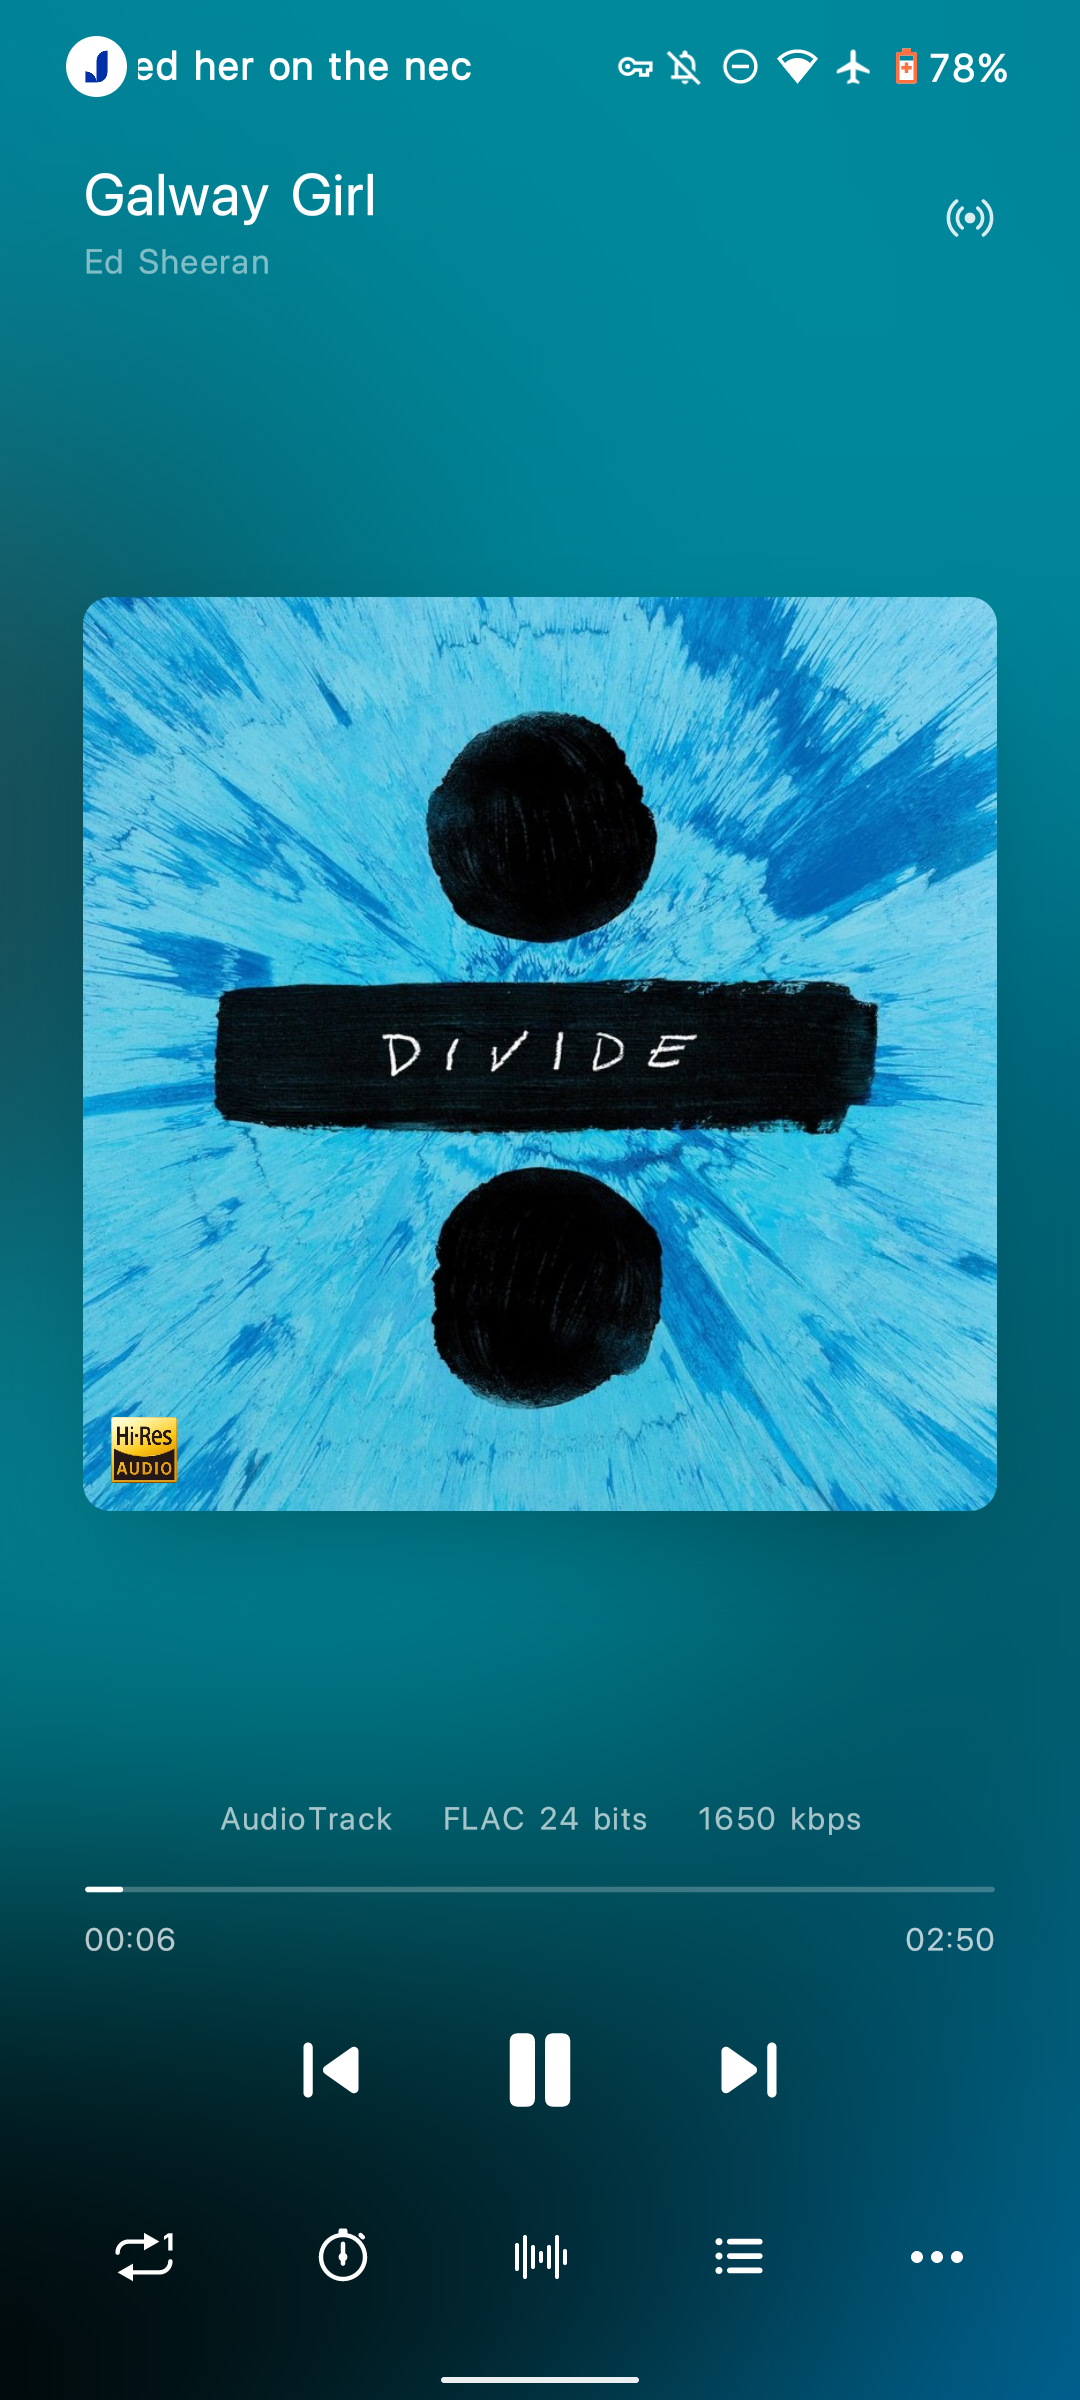 ed her on the nec 78%
Galway Girl
Ed Sheeran
DIVIDE
Hi-Res
AUDIO
AudioTrack FLAC 24 bits 1650 kbps
00:06 02:50
1